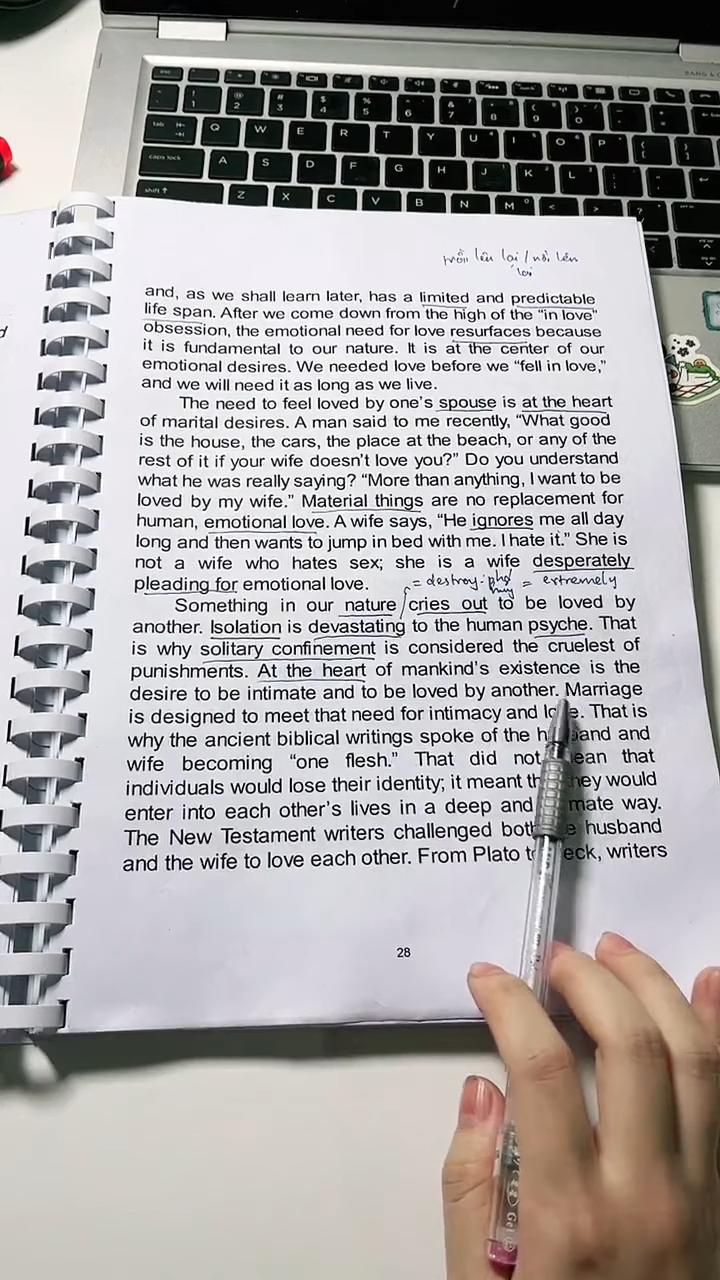 trồi lên lại / nổi lên
lại
and, as we shall learn later, has a limited and predictable
life span. After we come down from the high of the “in love”
obsession, the emotional need for love resurfaces because
it is fundamental to our nature. It is at the center of our
emotional desires. We needed love before we “fell in love,”
and we will need it as long as we live.
The need to feel loved by one's spouse is at the heart
of marital desires. A man said to me recently, “What good
is the house, the cars, the place at the beach, or any of the
rest of it if your wife doesn't love you?” Do you understand
what he was really saying? “More than anything, I want to be
loved by my wife.” Material things are no replacement for
human, emotional love. A wife says, “He ignores me all day
long and then wants to jump in bed with me. I hate it.” She is
not a wife who hates sex; she is a wife desperately
pleading for emotional love.
= destroy: phá hủy = extremely
Something in our nature cries out to be loved by
another. Isolation is devastating to the human psyche. That
is why solitary confinement is considered the cruelest of
punishments. At the heart of mankind's existence is the
desire to be intimate and to be loved by another. Marriage
is designed to meet that need for intimacy and love. That is
why the ancient biblical writings spoke of the husband and
wife becoming “one flesh.” That did not mean that
individuals would lose their identity; it meant that they would
enter into each other's lives in a deep and intimate way.
The New Testament writers challenged both the husband
and the wife to love each other. From Plato to Peck, writers
28
esc
Q W E R T Y U I O P
tab
caps lock A S D F G H J K L
shift Z X C V B N M
BANG &
Gel